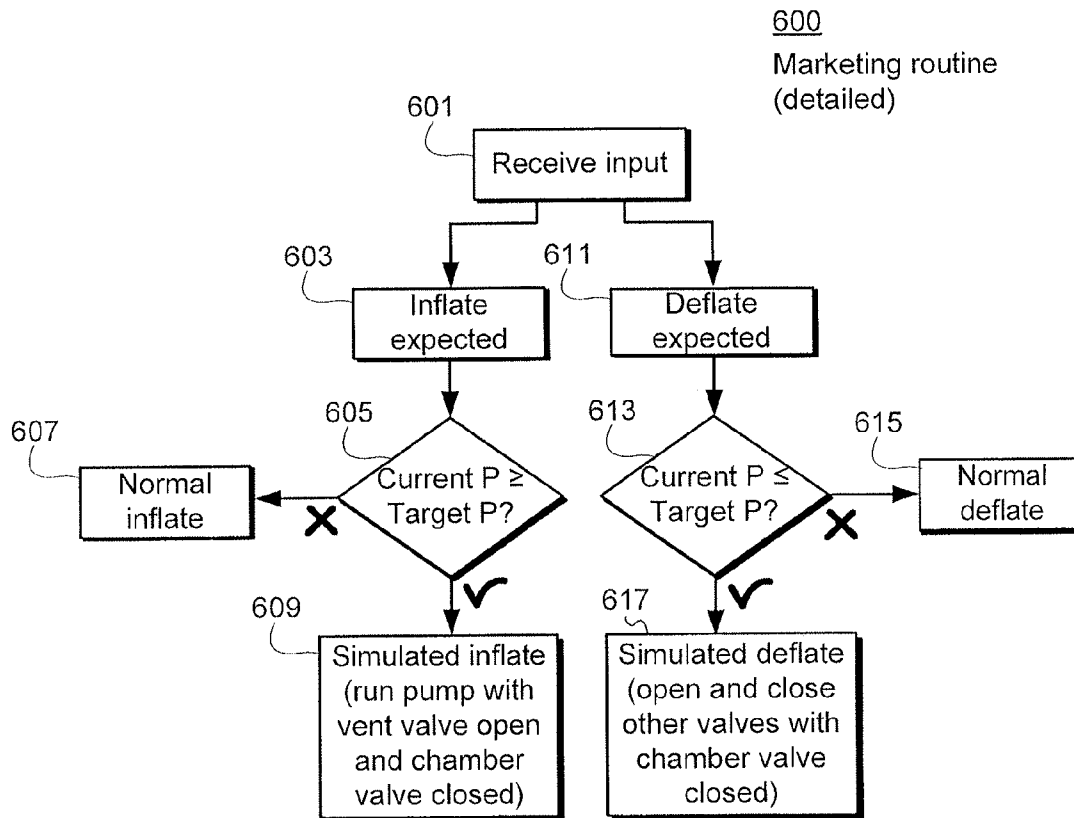 600
Marketing routine
(detailed)
601
Receive input
603
Inflate
expected
611
Deflate
expected
605
Current P ≥
Target P?
607
Normal
inflate
613
Current P ≤
Target P?
615
Normal
deflate
609
Simulated inflate
(run pump with
vent valve open
and chamber
valve closed)
617
Simulated deflate
(open and close
other valves with
chamber valve
closed)